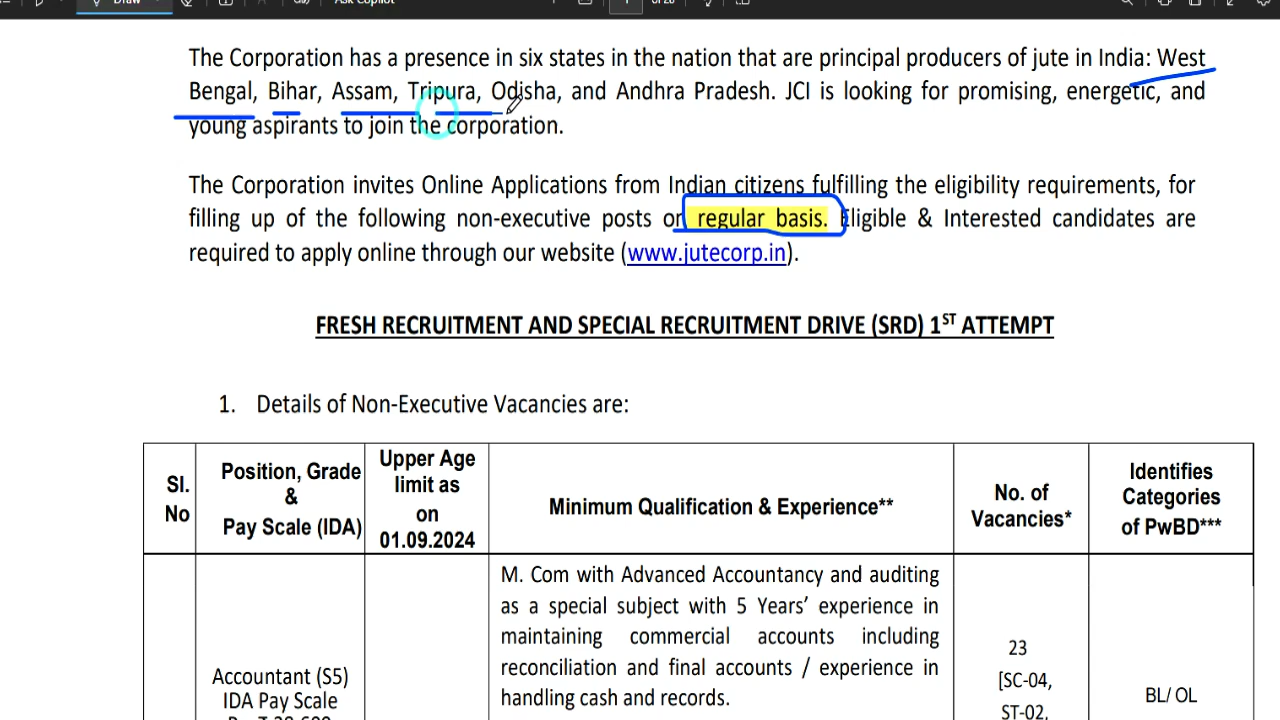 The Corporation has a presence in six states in the nation that are principal producers of jute in India: West
Bengal, Bihar, Assam, Tripura, Odisha, and Andhra Pradesh. JCI is looking for promising, energetic, and
young aspirants to join the corporation.
The Corporation invites Online Applications from Indian citizens fulfilling the eligibility requirements, for
filling up of the following non-executive posts on regular basis. Eligible & Interested candidates are
required to apply online through our website (www.jutecorp.in).
FRESH RECRUITMENT AND SPECIAL RECRUITMENT DRIVE (SRD) 1ST ATTEMPT
1. Details of Non-Executive Vacancies are:
Sl. No
Position, Grade & Pay Scale (IDA)
Upper Age limit as on 01.09.2024
Minimum Qualification & Experience**
No. of Vacancies*
Identifies Categories of PwBD***
Accountant (S5)
IDA Pay Scale
M. Com with Advanced Accountancy and auditing
as a special subject with 5 Years' experience in
maintaining commercial accounts including
reconciliation and final accounts / experience in
handling cash and records.
23
[SC-04,
ST-02,
BL/ OL